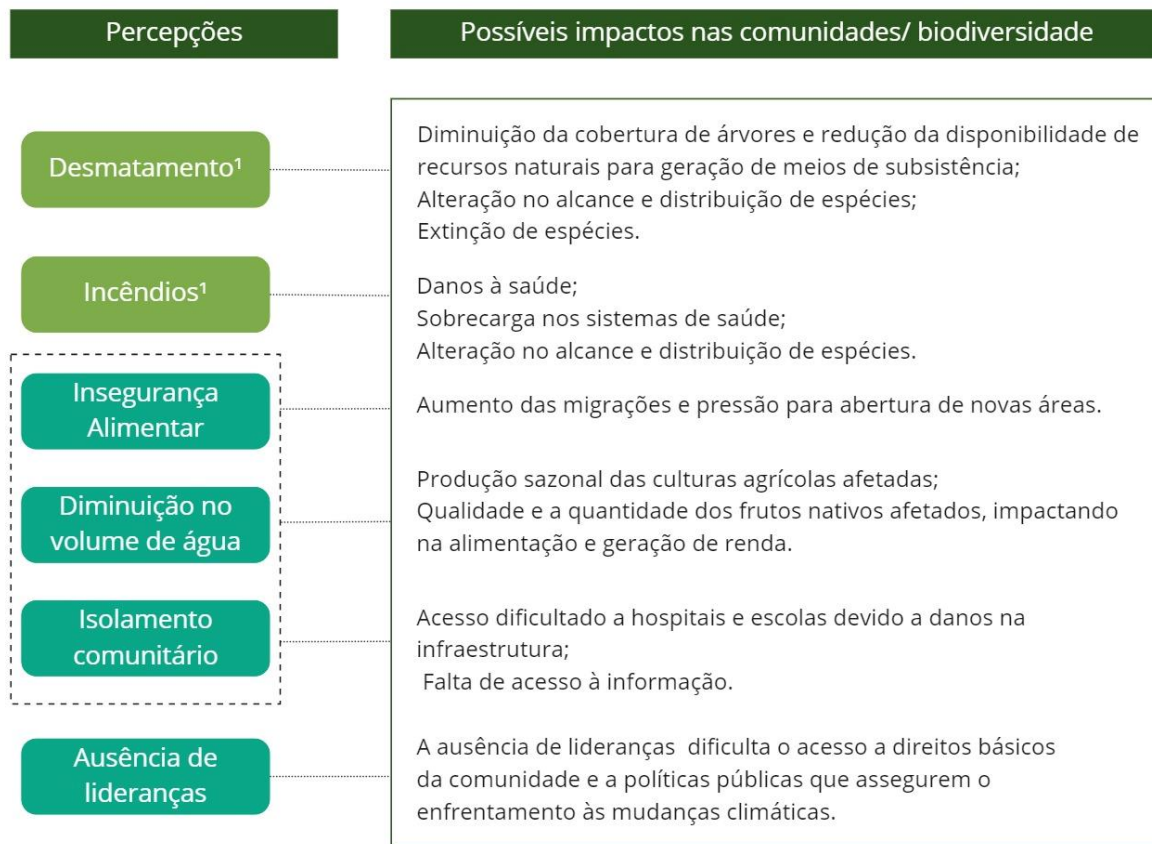 Percepções
Possíveis impactos nas comunidades/ biodiversidade
Desmatamento¹
Diminuição da cobertura de árvores e redução da disponibilidade de
recursos naturais para geração de meios de subsistência;
Alteração no alcance e distribuição de espécies;
Extinção de espécies.
Incêndios¹
Danos à saúde;
Sobrecarga nos sistemas de saúde;
Alteração no alcance e distribuição de espécies.
Insegurança
Alimentar
Aumento das migrações e pressão para abertura de novas áreas.
Diminuição no
volume de água
Produção sazonal das culturas agrícolas afetadas;
Qualidade e a quantidade dos frutos nativos afetados, impactando
na alimentação e geração de renda.
Isolamento
comunitário
Acesso dificultado a hospitais e escolas devido a danos na
infraestrutura;
Falta de acesso à informação.
Ausência de
lideranças
A ausência de lideranças dificulta o acesso a direitos básicos
da comunidade e a políticas públicas que assegurem o
enfrentamento às mudanças climáticas.